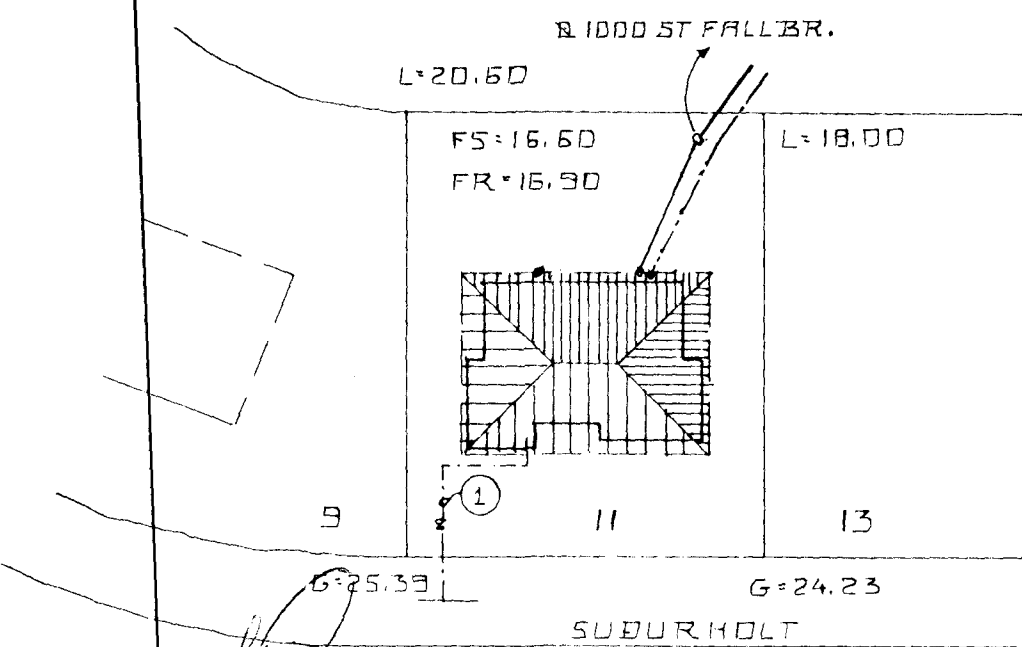 Ø 1000 ST FALLBR.
L=20.60
FS=16.60
L=18.00
FR=16.90
1
9
11
13
G=25.39
G=24.23
SUÐURHOLT